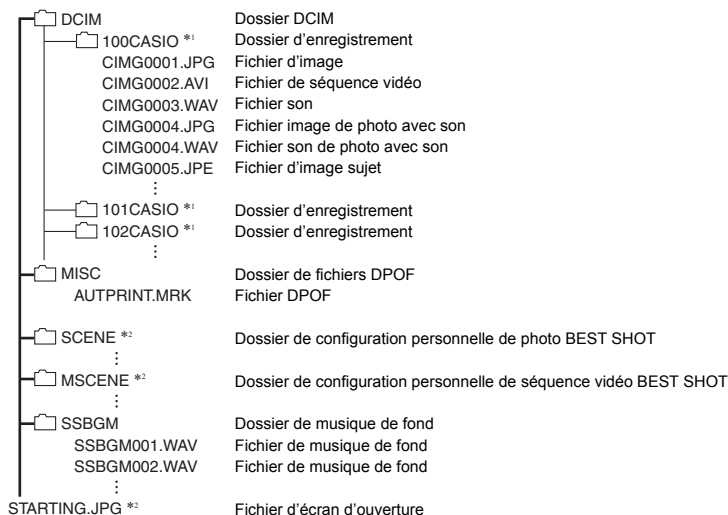 DCIM Dossier DCIM
100CASIO *1 Dossier d'enregistrement
CIMG0001.JPG Fichier d'image
CIMG0002.AVI Fichier de séquence vidéo
CIMG0003.WAV Fichier son
CIMG0004.JPG Fichier image de photo avec son
CIMG0004.WAV Fichier son de photo avec son
CIMG0005.JPE Fichier d'image sujet
101CASIO *1 Dossier d'enregistrement
102CASIO *1 Dossier d'enregistrement
MISC Dossier de fichiers DPOF
AUTPRINT.MRK Fichier DPOF
SCENE *2 Dossier de configuration personnelle de photo BEST SHOT
MSCENE *2 Dossier de configuration personnelle de séquence vidéo BEST SHOT
SSBGM Dossier de musique de fond
SSBGM001.WAV Fichier de musique de fond
SSBGM002.WAV Fichier de musique de fond
STARTING.JPG *2 Fichier d'écran d'ouverture